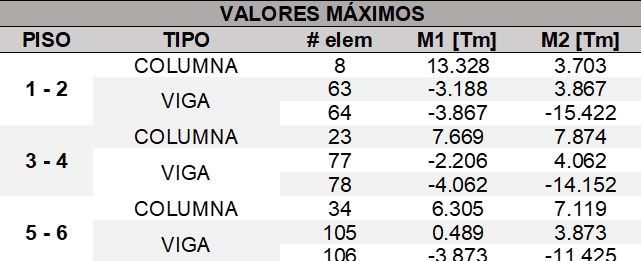 VALORES MÁXIMOS
PISO TIPO # elem M1 [Tm] M2 [Tm]
1 - 2 COLUMNA 8 13.328 3.703
VIGA 63 -3.188 3.867
64 -3.867 -15.422
3 - 4 COLUMNA 23 7.669 7.874
VIGA 77 -2.206 4.062
78 -4.062 -14.152
5 - 6 COLUMNA 34 6.305 7.119
VIGA 105 0.489 3.873
106 -3.873 -11.425